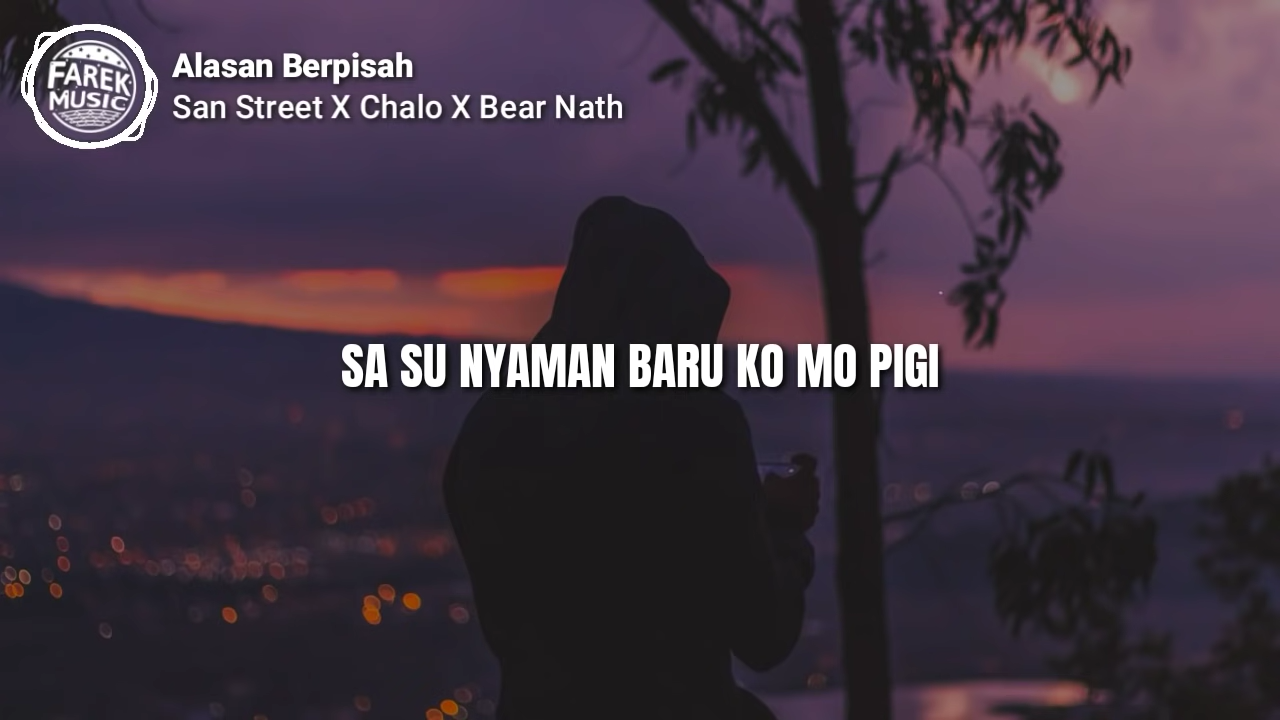 FAREK
MUSIC
Alasan Berpisah
San Street X Chalo X Bear Nath
SA SU NYAMAN BARU KO MO PIGI